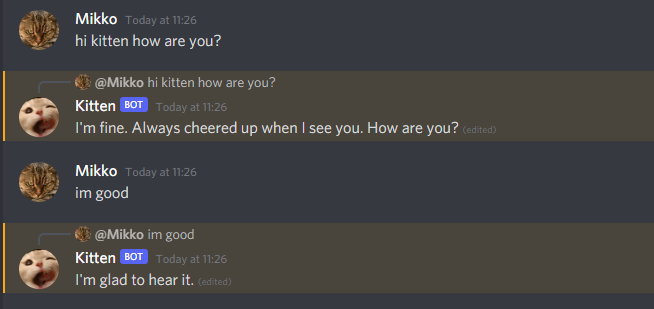 Mikko Today at 11:26
hi kitten how are you?
@Mikko hi kitten how are you?
Kitten BOT Today at 11:26
I'm fine. Always cheered up when I see you. How are you? (edited)
Mikko Today at 11:26
im good
@Mikko im good
Kitten BOT Today at 11:26
I'm glad to hear it. (edited)